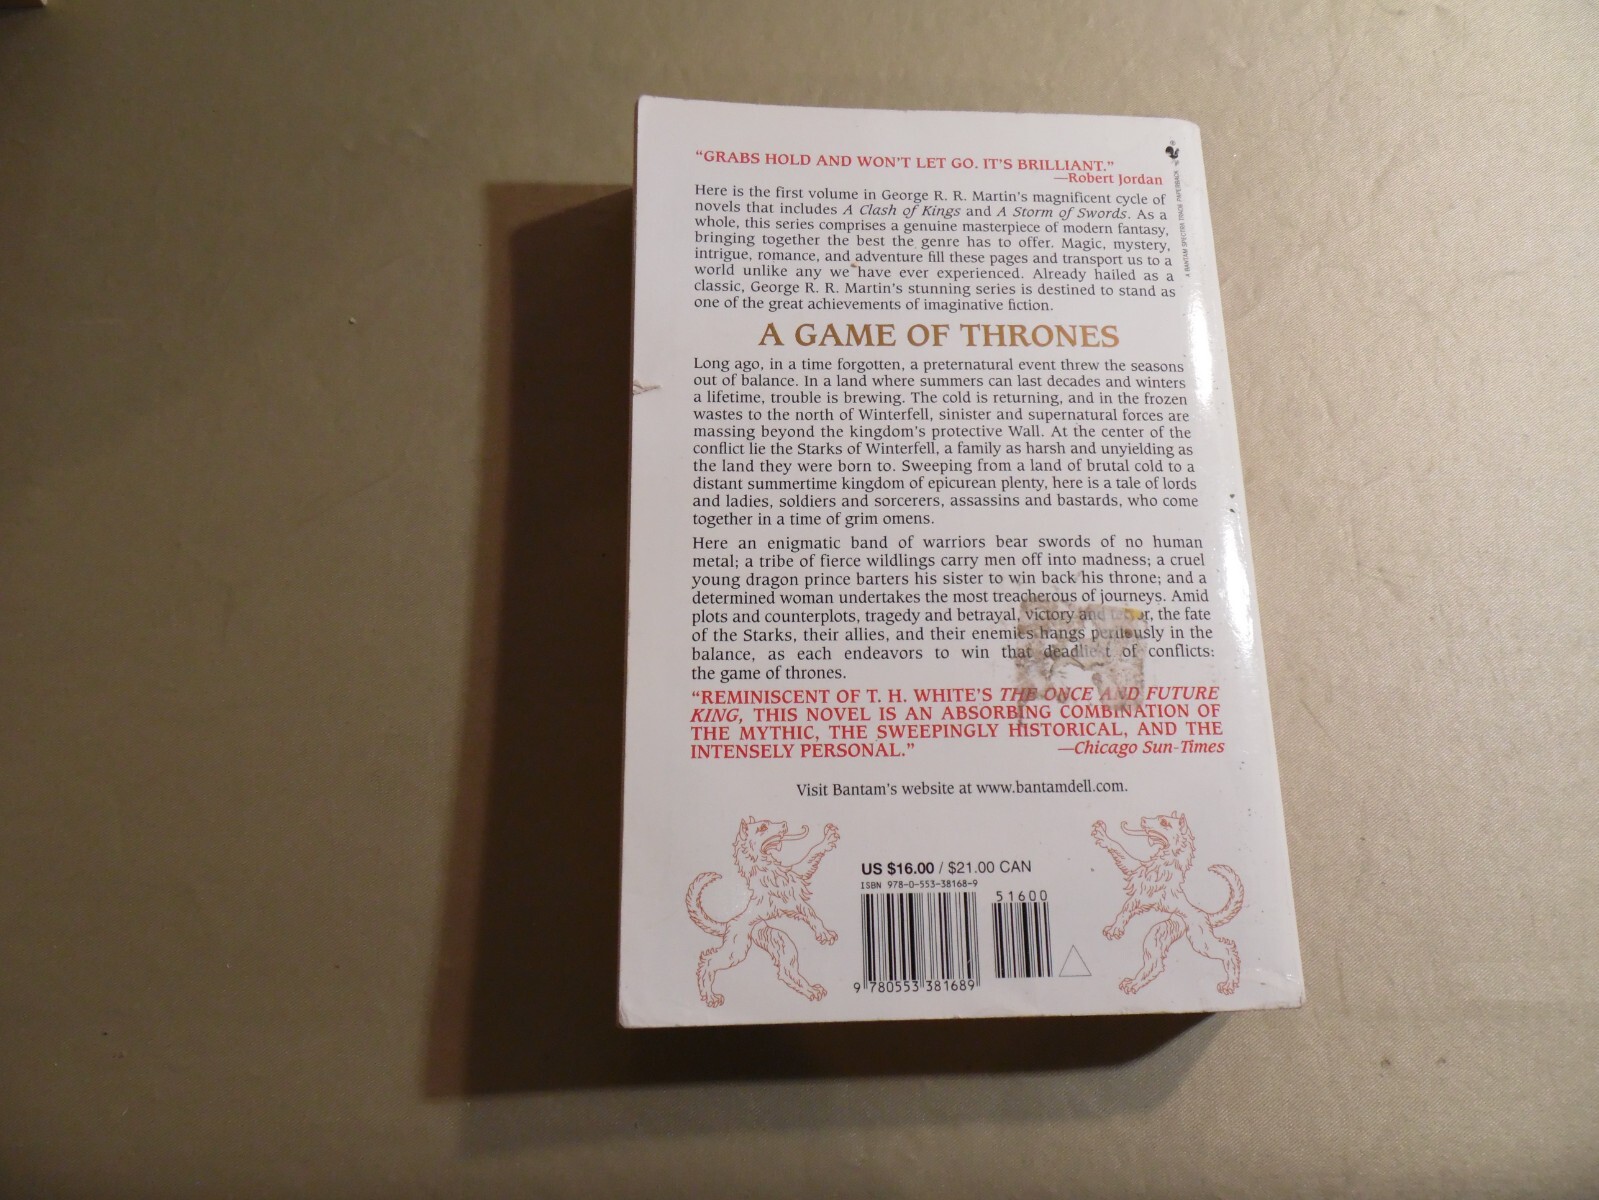 “GRABS HOLD AND WON’T LET GO. IT’S BRILLIANT.”
—Robert Jordan
Here is the first volume in George R. R. Martin’s magnificent cycle of
novels that includes A Clash of Kings and A Storm of Swords. As a
whole, this series comprises a genuine masterpiece of modern fantasy,
bringing together the best the genre has to offer. Magic, mystery,
intrigue, romance, and adventure fill these pages and transport us to a
world unlike any we have ever experienced. Already hailed as a
classic, George R. R. Martin’s stunning series is destined to stand as
one of the great achievements of imaginative fiction.
A GAME OF THRONES
Long ago, in a time forgotten, a preternatural event threw the seasons
out of balance. In a land where summers can last decades and winters
a lifetime, trouble is brewing. The cold is returning, and in the frozen
wastes to the north of Winterfell, sinister and supernatural forces are
massing beyond the kingdom’s protective Wall. At the center of the
conflict lie the Starks of Winterfell, a family as harsh and unyielding as
the land they were born to. Sweeping from a land of brutal cold to a
distant summertime kingdom of epicurean plenty, here is a tale of lords
and ladies, soldiers and sorcerers, assassins and bastards, who come
together in a time of grim omens.
Here an enigmatic band of warriors bear swords of no human
metal; a tribe of fierce wildlings carry men off into madness; a cruel
young dragon prince barters his sister to win back his throne; and a
determined woman undertakes the most treacherous of journeys. Amid
plots and counterplots, tragedy and betrayal, victory and terror, the fate
of the Starks, their allies, and their enemies hangs perilously in the
balance, as each endeavors to win that deadliest of conflicts:
the game of thrones.
“REMINISCENT OF T. H. WHITE’S THE ONCE AND FUTURE
KING, THIS NOVEL IS AN ABSORBING COMBINATION OF
THE MYTHIC, THE SWEEPINGLY HISTORICAL, AND THE
INTENSELY PERSONAL.” —Chicago Sun-Times
Visit Bantam’s website at www.bantamdell.com.
US $16.00 / $21.00 CAN
ISBN 978-0-553-38168-9
51600
9 780553 381689
A BANTAM SPECTRA TRADE PAPERBACK